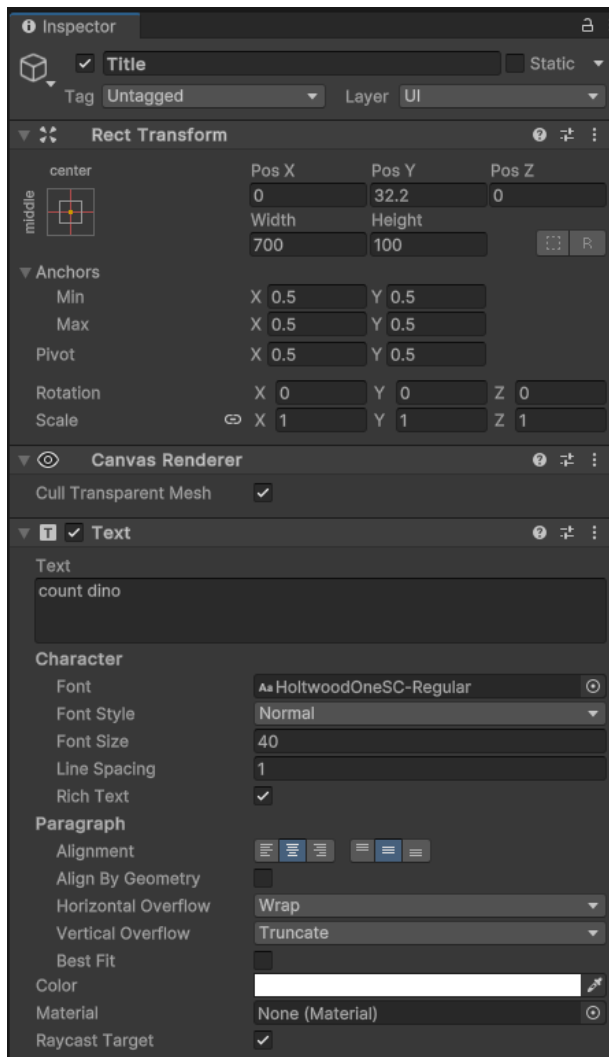 Inspector
Title Static
Tag Untagged Layer UI
Rect Transform
center Pos X Pos Y Pos Z
middle 0 32.2 0
Width Height
700 100 R
Anchors
Min X 0.5 Y 0.5
Max X 0.5 Y 0.5
Pivot X 0.5 Y 0.5
Rotation X 0 Y 0 Z 0
Scale X 1 Y 1 Z 1
Canvas Renderer
Cull Transparent Mesh
T Text
Text
count dino
Character
Font Aa HoltwoodOneSC-Regular
Font Style Normal
Font Size 40
Line Spacing 1
Rich Text
Paragraph
Alignment
Align By Geometry
Horizontal Overflow Wrap
Vertical Overflow Truncate
Best Fit
Color
Material None (Material)
Raycast Target